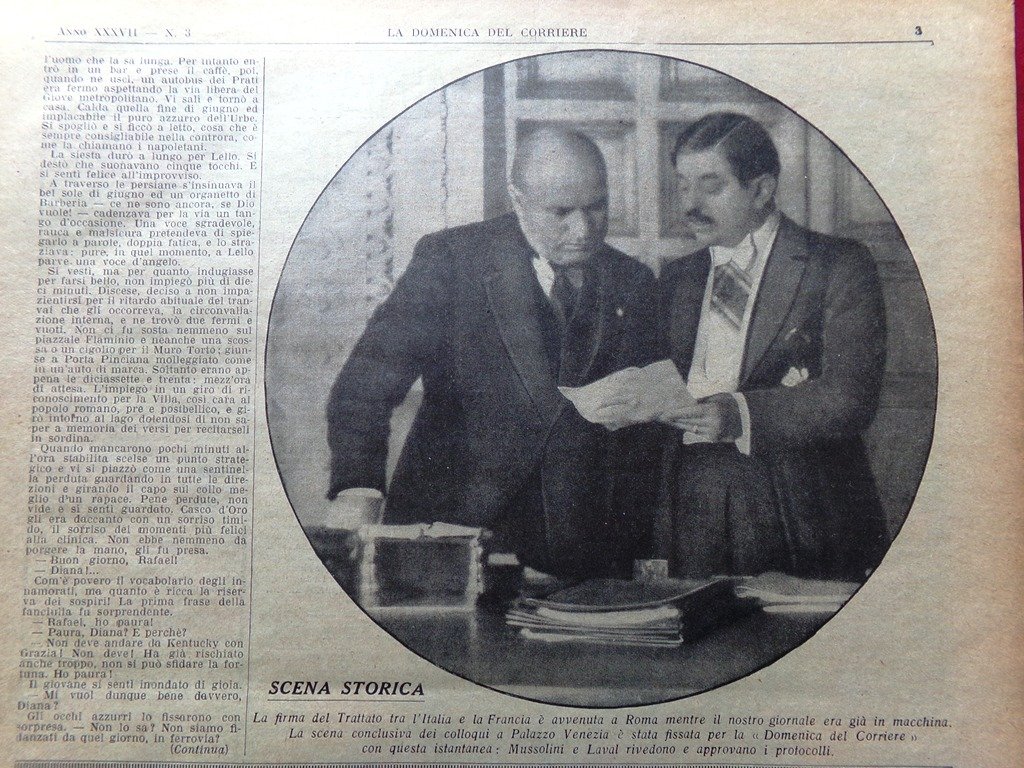 ANNO XXXVII — N. 3
LA DOMENICA DEL CORRIERE
3
l'uomo che la sa lunga. Per intanto en-
trò in un bar e prese il caffè, poi,
quando ne uscì, un autobus dei Prati
era fermo aspettando la via libera del
Giove metropolitano. Vi salì e tornò a
casa. Calda quella fine di giugno ed
implacabile il puro azzurro dell'Urbe.
Si spogliò e si ficcò a letto, cosa che è
sempre consigliabile nella controra, co-
me la chiamano i napoletani.
La siesta durò a lungo per Lello. Si
destò che suonavano cinque tocchi. E
si sentì felice all'improvviso.
A traverso le persiane s'insinuava il
bel sole di giugno ed un organetto di
Barberia — ce ne sono ancora, se Dio
vuole! — cadenzava per la via un tan-
go d'occasione. Una voce sgradevole,
rauca e malsicura pretendeva di spie-
garlo a parole, doppia fatica, e lo stra-
ziava: pure, in quel momento, a Lello
parve una voce d'angelo.
Si vestì, ma per quanto indugiasse
per farsi bello, non impiegò più di die-
ci minuti. Discese, deciso a non impa-
zientirsi per il ritardo abituale del tran-
vai che gli occorreva, la circonvalla-
zione interna, e ne trovò due fermi e
vuoti. Non ci fu sosta nemmeno sul
piazzale Flaminio e neanche una scos-
sa o un cigolio per il Muro Torto; giun-
se a Porta Pinciana molleggiato come
in un'auto di marca. Soltanto erano ap-
pena le diciassette e trenta: mezz'ora
di attesa. L'impiegò in un giro di ri-
conoscimento per la Villa, così cara al
popolo romano, pre e postbellico, e gi-
rò intorno al lago dolendosi di non sa-
per a memoria dei versi per recitarseli
in sordina.
Quando mancarono pochi minuti al-
l'ora stabilita scelse un punto strate-
gico e vi si piazzò come una sentinel-
la perduta guardando in tutte le di-
rezioni e girando il capo sul collo me-
glio d'un rapace. Pene perdute, non
vide e si sentì guardato. Casco d'Oro
gli era daccanto con un sorriso timi-
do, il sorriso dei momenti più felici
alla clinica. Non ebbe nemmeno da
porgere la mano, gli fu presa.
— Buon giorno, Rafael!
— Diana!...
Com'è povero il vocabolario degli in-
namorati, ma quanto è ricca la riser-
va dei sospiri! La prima frase della
fanciulla fu sorprendente.
— Rafael, ho paura!
— Paura, Diana? E perchè?
— Non deve andare da Kentucky con
Grazia! Non deve! Ha già rischiato
anche troppo, non si può sfidare la for-
tuna. Ho paura!
Il giovane si sentì inondato di gioia.
— Mi vuoi dunque bene davvero,
Diana?
Gli occhi azzurri lo fissarono con
sorpresa. — Non lo sa? Non siamo fi-
danzati da quel giorno, in ferrovia?
(Continua)
SCENA STORICA
La firma del Trattato tra l'Italia e la Francia è avvenuta a Roma mentre il nostro giornale era già in macchina.
La scena conclusiva dei colloqui a Palazzo Venezia è stata fissata per la « Domenica del Corriere »
con questa istantanea: Mussolini e Laval rivedono e approvano i protocolli.